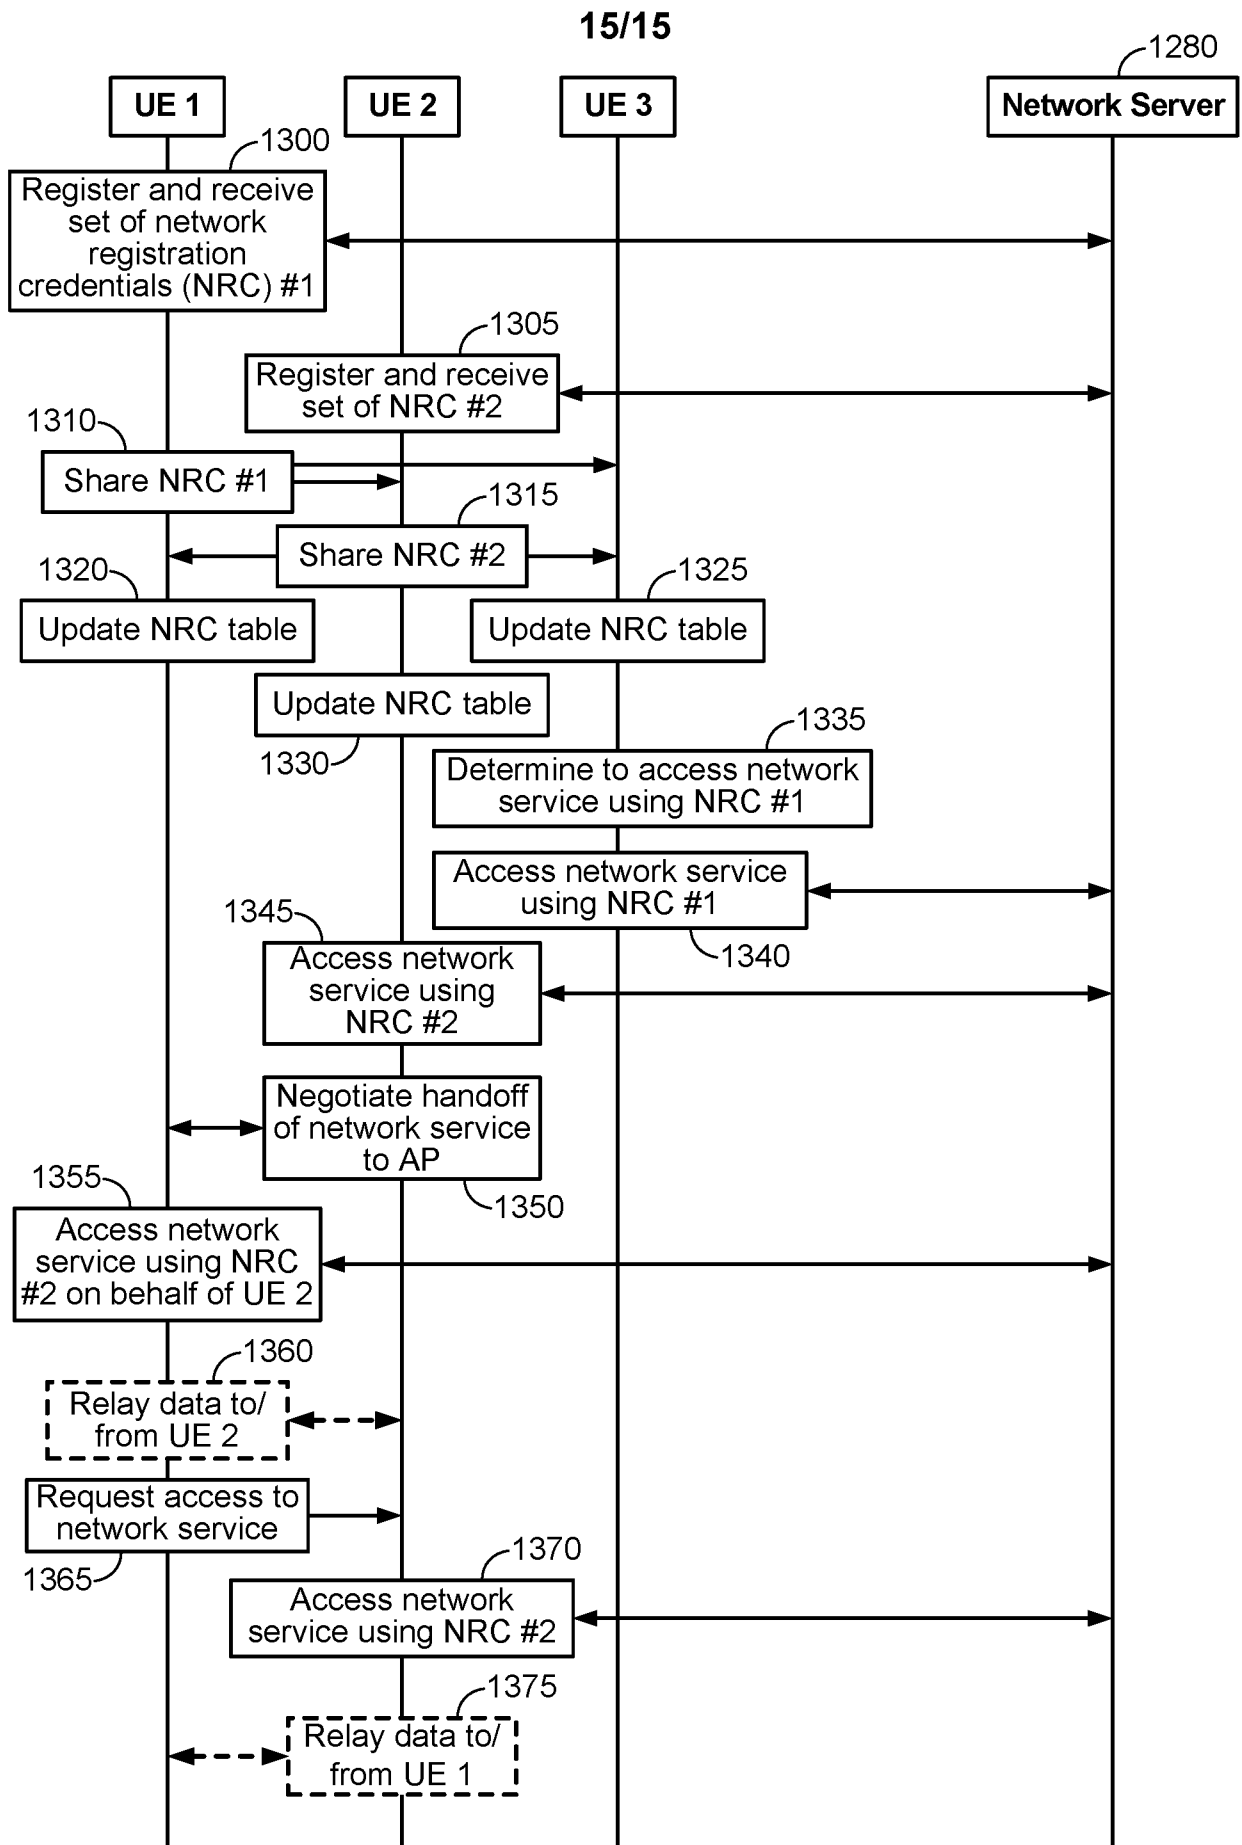 15/15
1280
UE 1
UE 2
UE 3
Network Server
1300
Register and receive
set of network
registration
credentials (NRC) #1
1305
Register and receive
set of NRC #2
1310
Share NRC #1
1315
Share NRC #2
1320
Update NRC table
1325
Update NRC table
Update NRC table
1330
1335
Determine to access network
service using NRC #1
Access network service
using NRC #1
1340
1345
Access network
service using
NRC #2
Negotiate handoff
of network service
to AP
1350
1355
Access network
service using NRC
#2 on behalf of UE 2
1360
Relay data to/
from UE 2
Request access to
network service
1365
1370
Access network
service using NRC #2
1375
Relay data to/
from UE 1